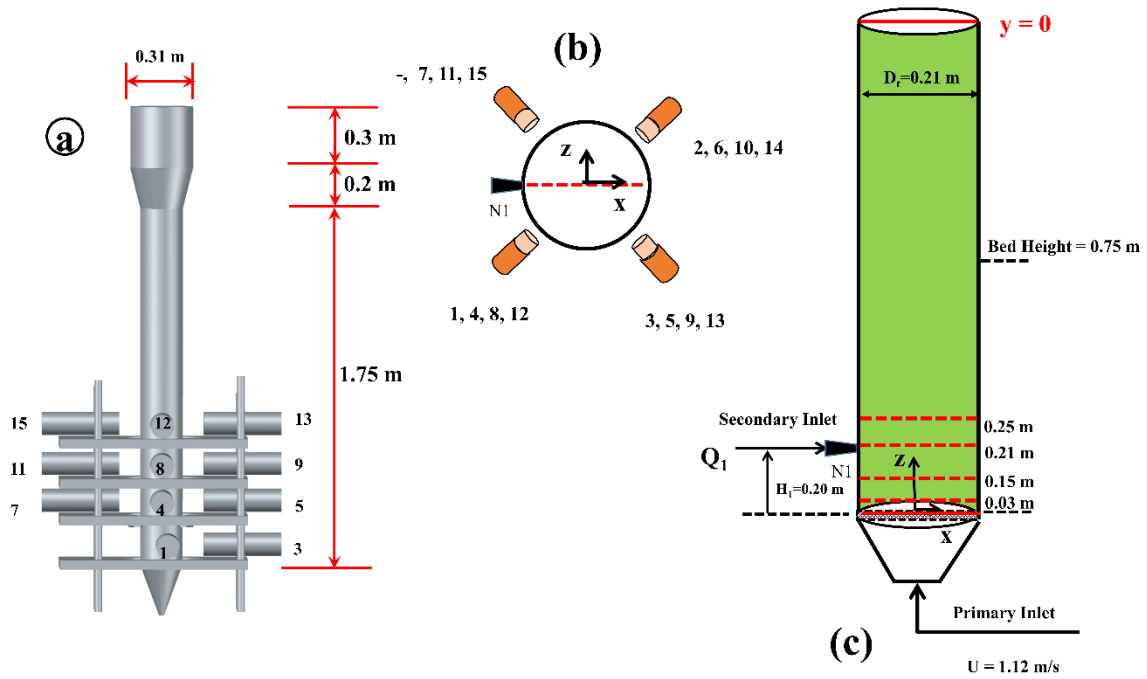 0.31 m
a
0.3 m
0.2 m
1.75 m
15
12
13
11
8
9
7
4
5
1
3
(b)
-, 7, 11, 15
2, 6, 10, 14
z
x
N1
1, 4, 8, 12
3, 5, 9, 13
y = 0
Dr=0.21 m
Bed Height = 0.75 m
Secondary Inlet
0.25 m
0.21 m
Q1
N1
z
0.15 m
H1=0.20 m
0.03 m
x
Primary Inlet
(c)
U = 1.12 m/s